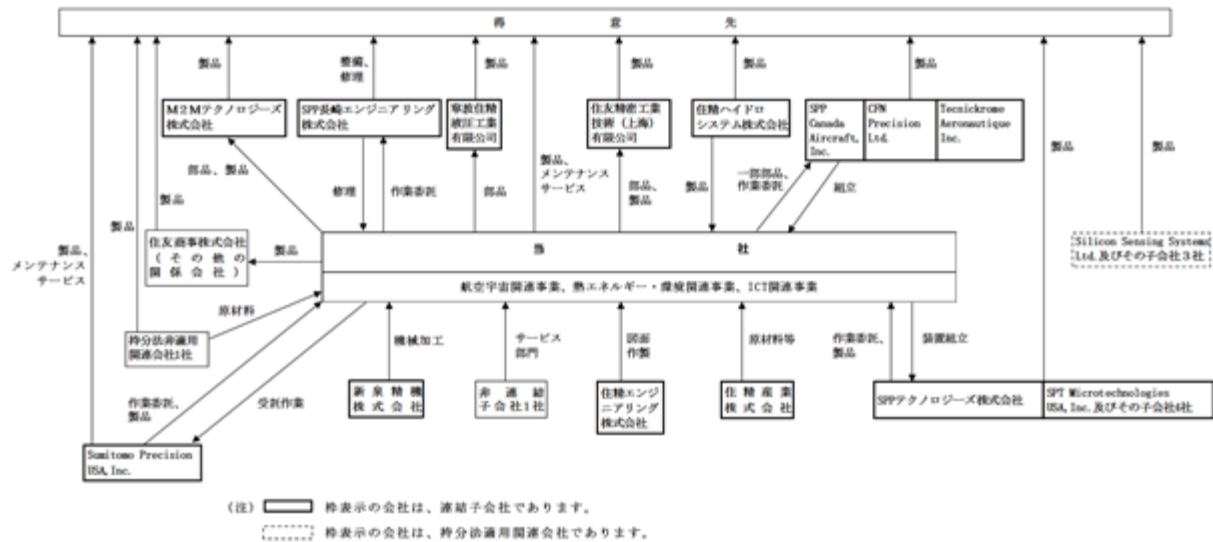 得意先
製品
整備、
修理
製品
製品
製品
製品
M2Mテクノロジーズ
株式会社
SPP長崎エンジニアリング
株式会社
寧波住精
液圧工業
有限公司
住友精密工業
技術（上海）
有限公司
住精ハイドロ
システム株式会社
SPP
Canada
Aircraft,
Inc.
CFN
Precision
Ltd.
Tecnickrome
Aeronautique
Inc.
部品、製品
修理
作業委託
部品
製品、
メンテナンス
サービス
部品、
製品
製品
一部部品、
作業委託
組立
製品
製品
製品
製品
製品、
メンテナンス
サービス
住友商事株式会社
(その他の
関係会社)
製品
当社
航空宇宙関連事業、熱エネルギー・環境関連事業、ICT関連事業
Silicon Sensing Systems
Ltd.及びその子会社3社
原材料
持分法非適用
関連会社1社
機械加工
サービス
部門
図面
作製
原材料等
作業委託、
製品
装置組立
作業委託、
製品
受託作業
新泉精機
株式会社
非連結
子会社1社
住精エンジ
ニアリング
株式会社
住精産業
株式会社
SPPテクノロジーズ株式会社
SPT Microtechnologies
USA,Inc.及びその子会社4社
Sumitomo Precision
USA,Inc.
(注) 枠表示の会社は、連結子会社であります。
枠表示の会社は、持分法適用関連会社であります。